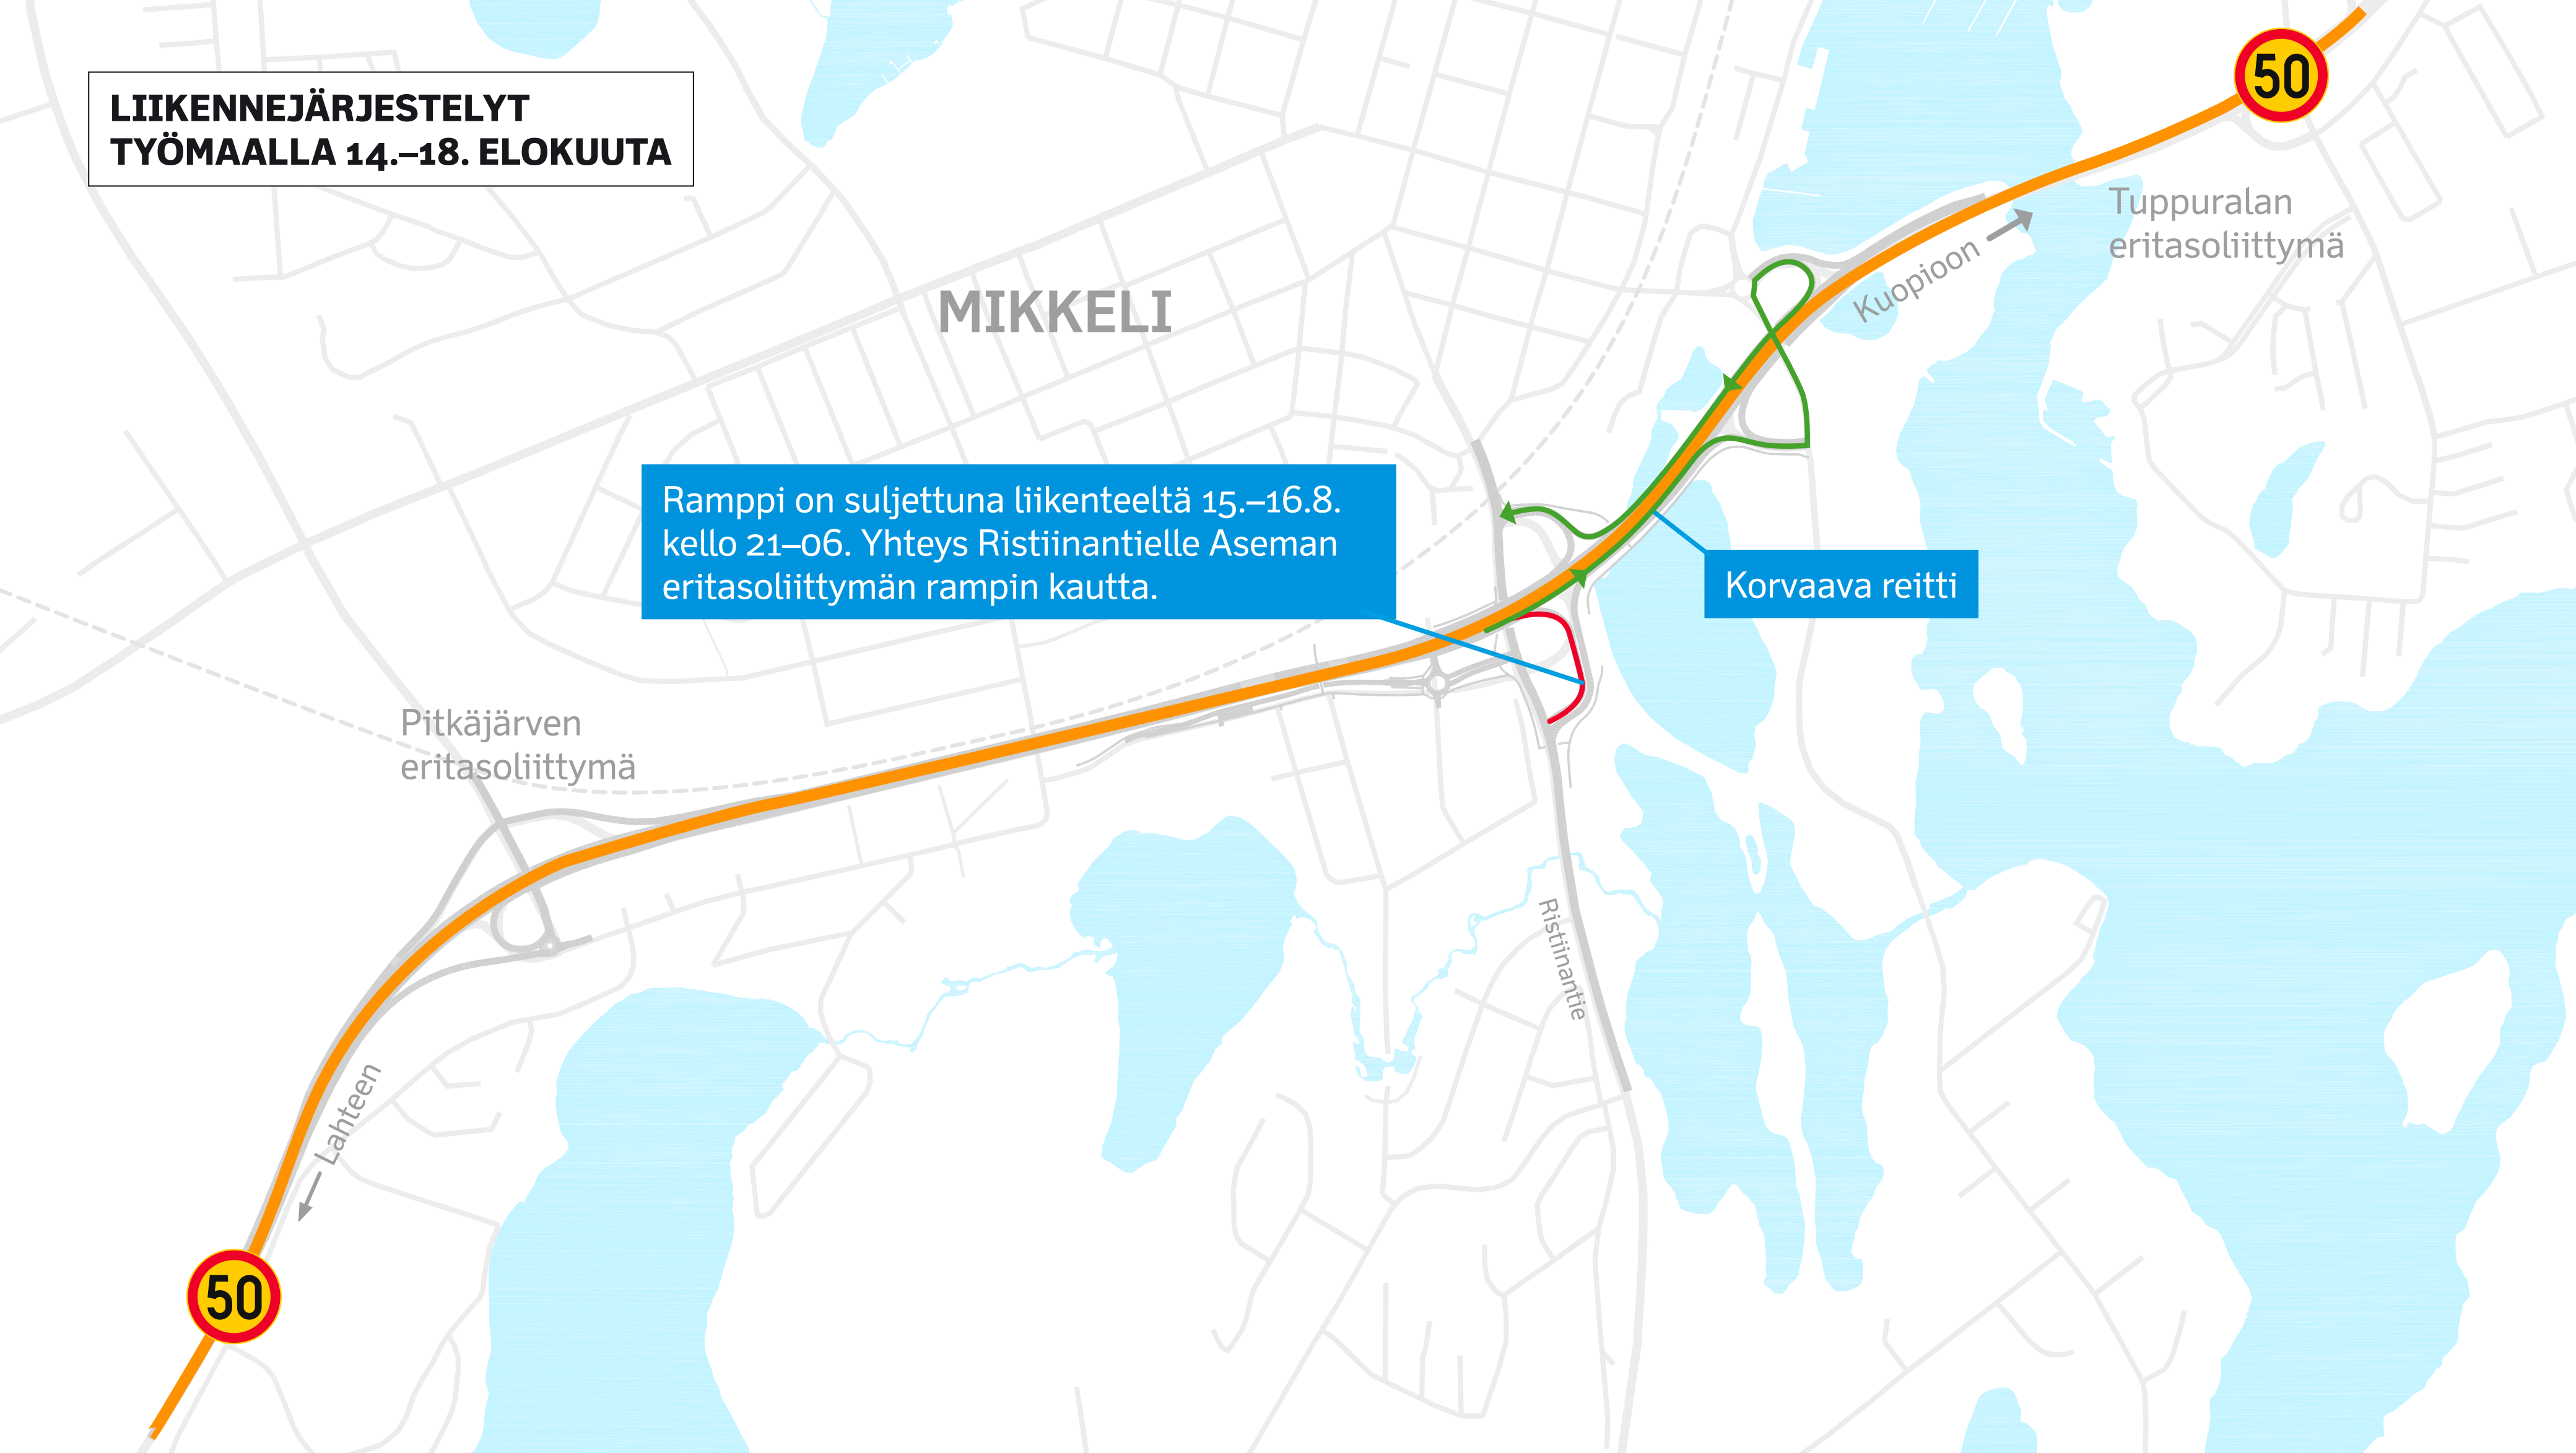 LIIKENNEJÄRJESTELYT
TYÖMAALLA 14.–18. ELOKUUTA
50
Tuppuralan
eritasoliittymä
Kuopioon
MIKKELI
Ramppi on suljettuna liikenteeltä 15.–16.8.
kello 21–06. Yhteys Ristiinantielle Aseman
eritasoliittymän rampin kautta.
Korvaava reitti
Pitkäjärven
eritasoliittymä
Ristiinantie
Lahteen
50